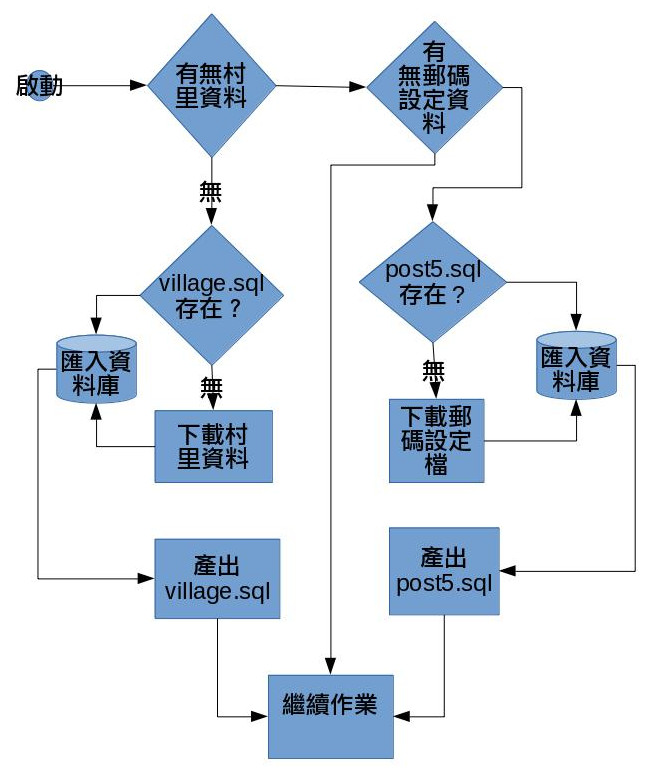 啟動
有無村
里資料
有
無郵碼
設定資
料
無
village.sql
存在？
post5.sql
存在？
匯入資
料庫
無
下載村
里資料
無
下載郵
碼設定
檔
匯入資
料庫
產出
village.sql
產出
post5.sql
繼續作業